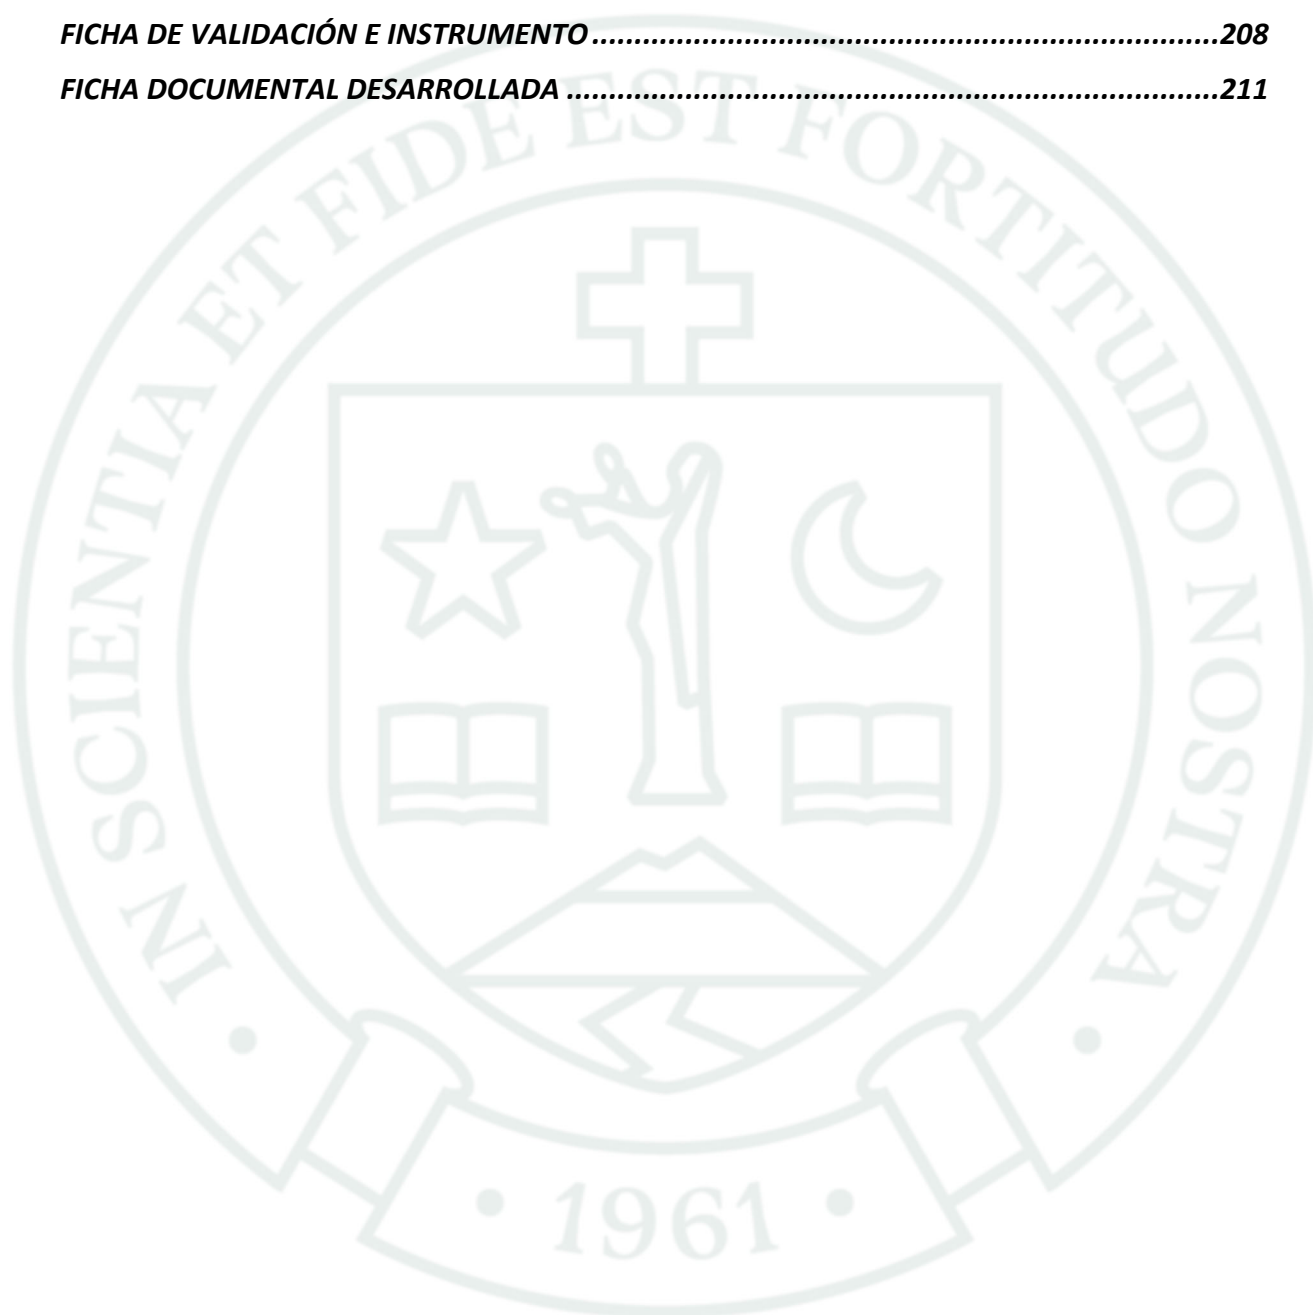 FICHA DE VALIDACIÓN E INSTRUMENTO..........................................................................208
FICHA DOCUMENTAL DESARROLLADA ............................................................................211
IN SCIENTIA ET FIDE EST FORTITUDO NOSTRA
• 1961 •